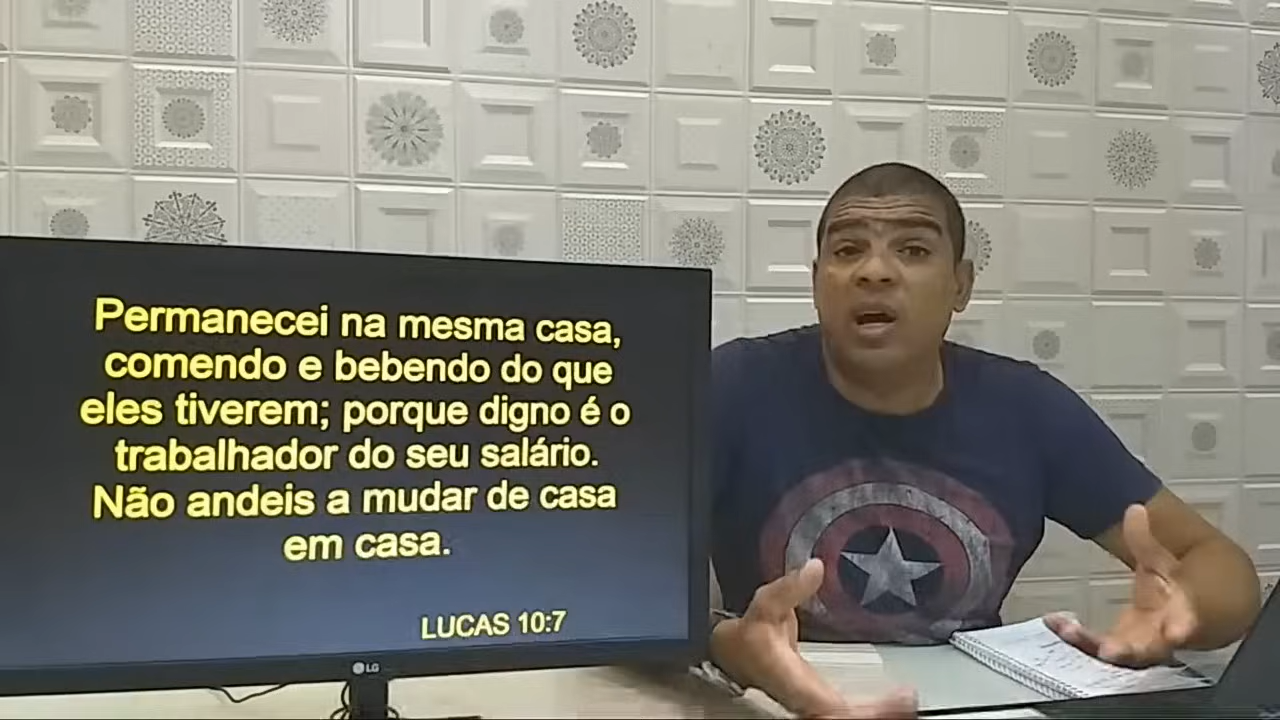 Permanecei na mesma casa,
comendo e bebendo do que
eles tiverem; porque digno é o
trabalhador do seu salário.
Não andeis a mudar de casa
em casa.
LUCAS 10:7
LG